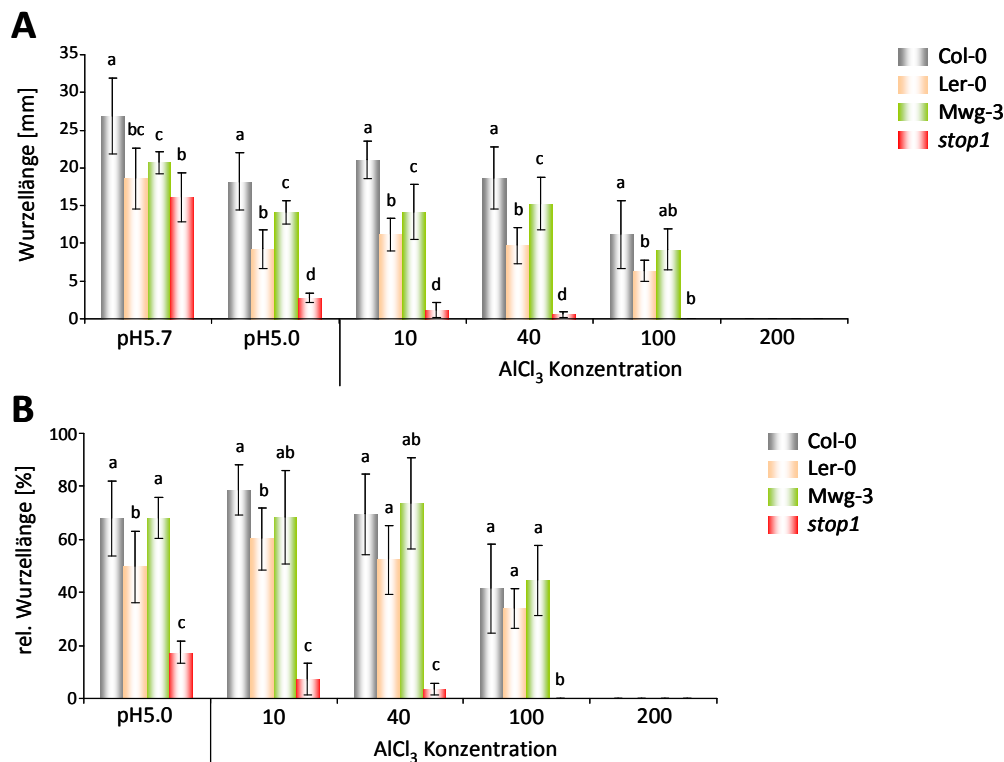 A
35
30
25
20
15
10
5
0
Wurzellänge [mm]
a bc c b
a b c d
a b c d
a b c d
a b ab b
pH5.7 pH5.0 10 40 100 200
AlCl3 Konzentration
Col-0
Ler-0
Mwg-3
stop1
B
100
80
60
40
20
0
rel. Wurzellänge [%]
a b a c
a b ab c
a a ab c
a a a b
pH5.0 10 40 100 200
AlCl3 Konzentration
Col-0
Ler-0
Mwg-3
stop1